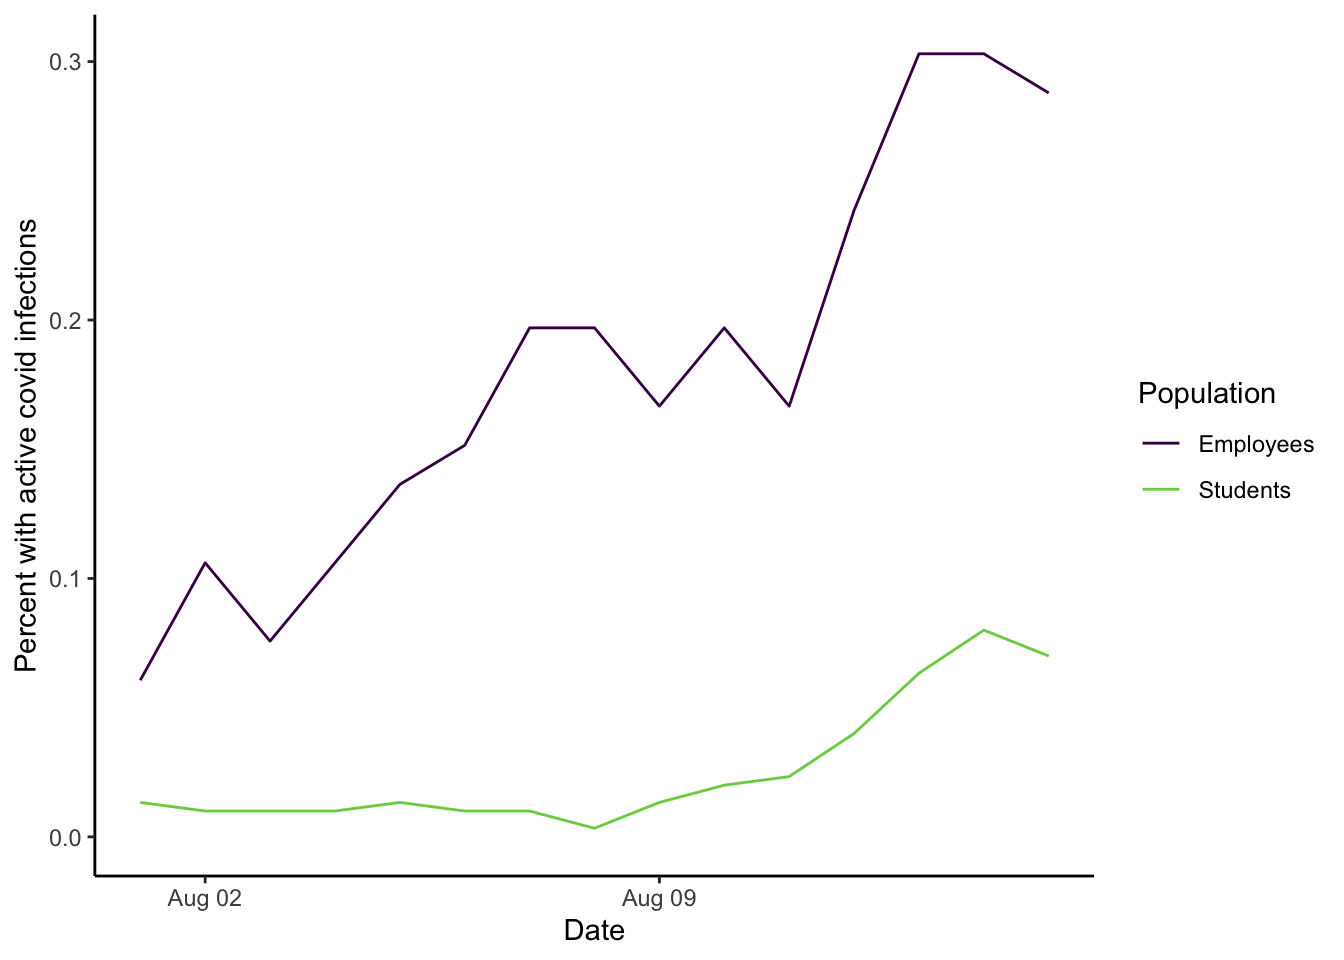 Percent with active covid infections
0.3
0.2
0.1
0.0
Aug 02
Aug 09
Date
Population
Employees
Students